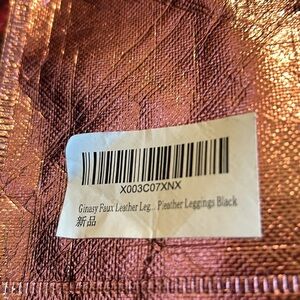 X003C07XNX
Ginasy Faux Leather Leg... Pleather Leggings Black
新品